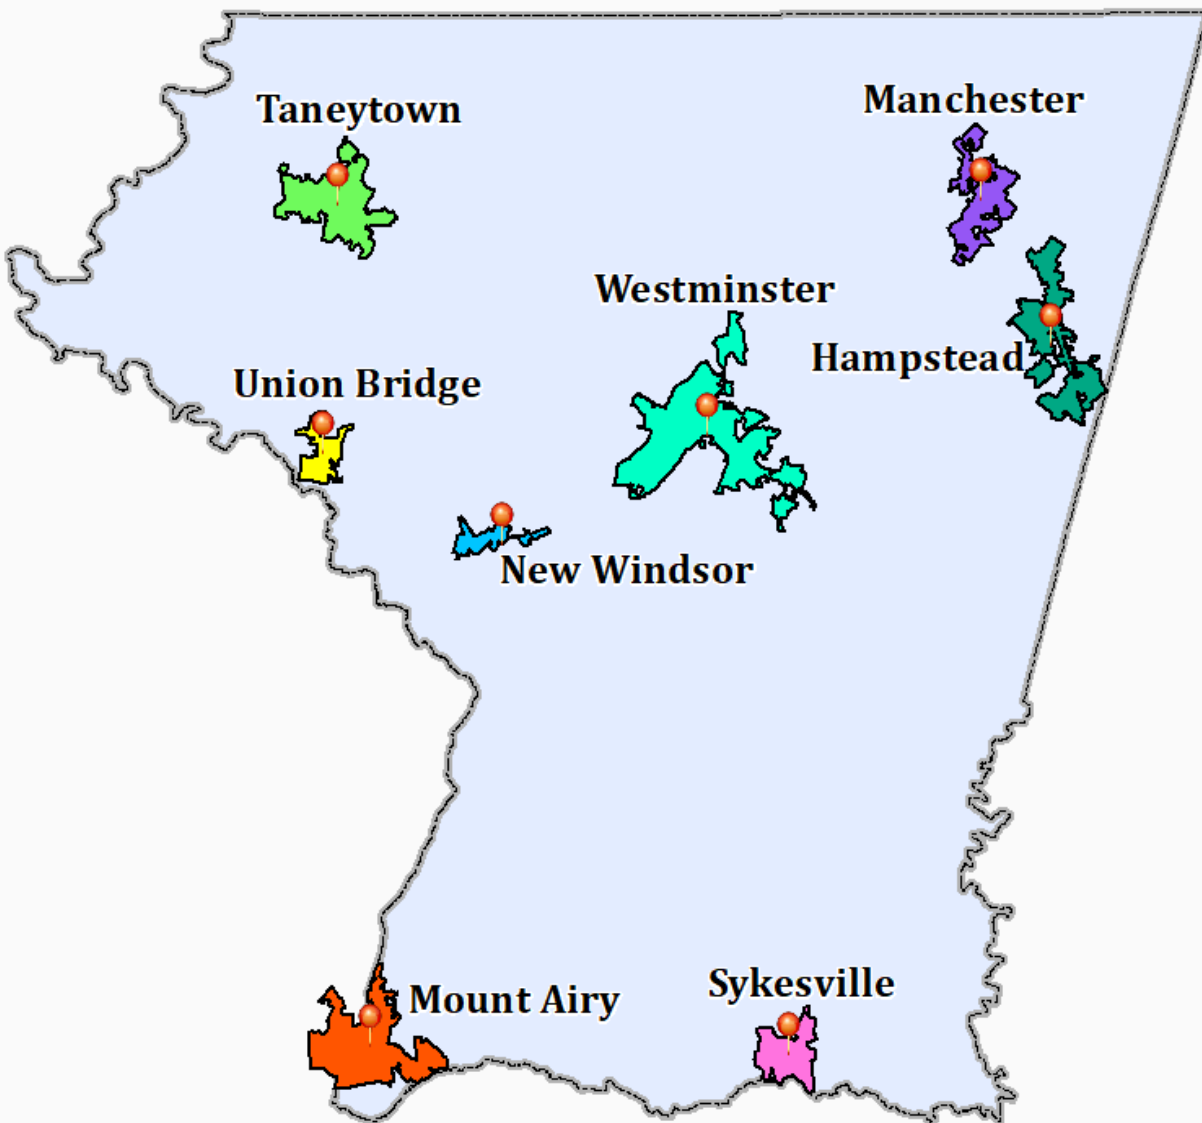 Taneytown
Manchester
Westminster
Hampstead
Union Bridge
New Windsor
Mount Airy
Sykesville